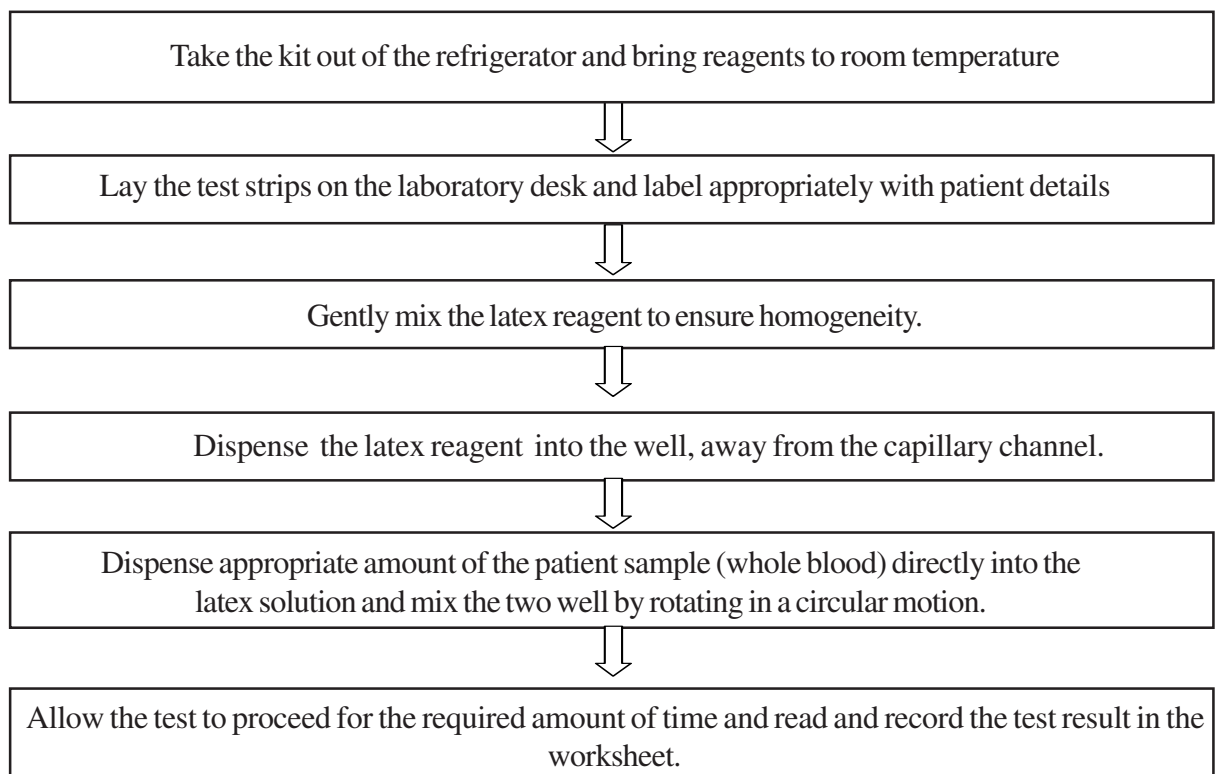 Take the kit out of the refrigerator and bring reagents to room temperature
Lay the test strips on the laboratory desk and label appropriately with patient details
Gently mix the latex reagent to ensure homogeneity.
Dispense the latex reagent into the well, away from the capillary channel.
Dispense appropriate amount of the patient sample (whole blood) directly into the
latex solution and mix the two well by rotating in a circular motion.
Allow the test to proceed for the required amount of time and read and record the test result in the
worksheet.